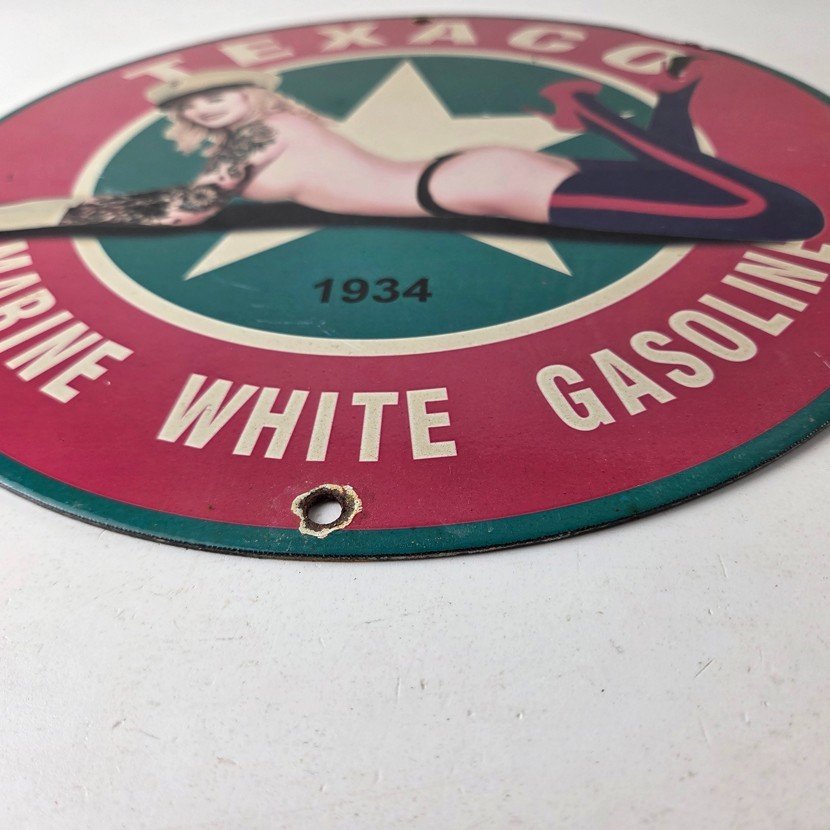 TEXACO
1934
MARINE WHITE GASOLINE